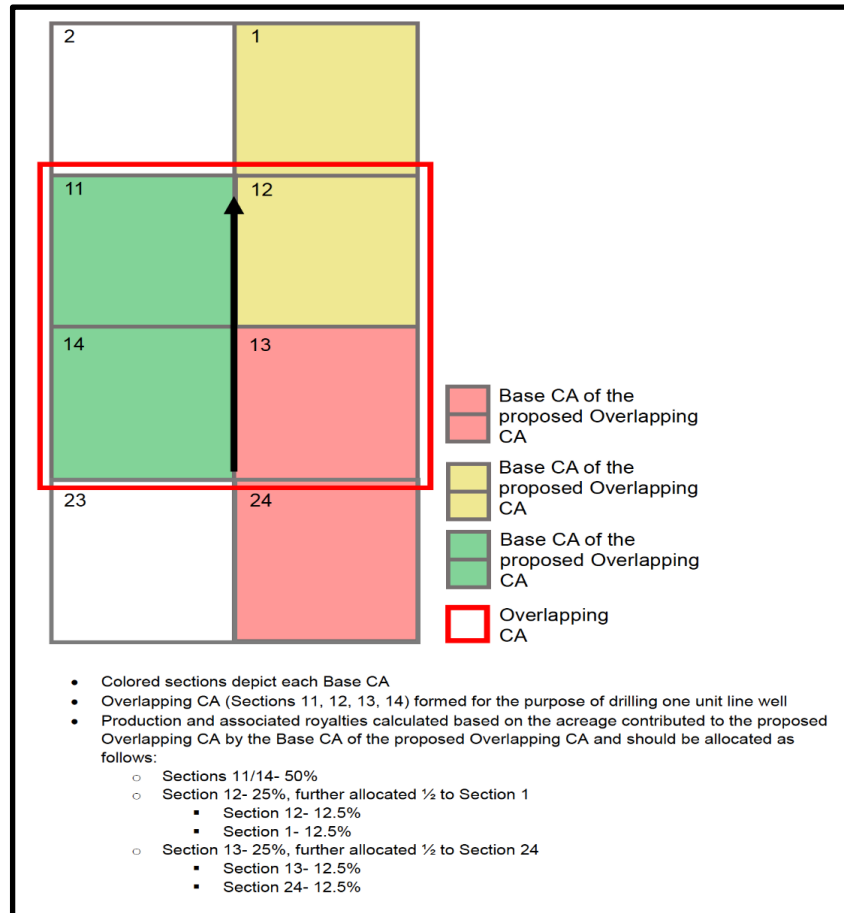 2 1
11 12
14 13
23 24
Base CA of the
proposed Overlapping
CA
Base CA of the
proposed Overlapping
CA
Base CA of the
proposed Overlapping
CA
Overlapping
CA
• Colored sections depict each Base CA
• Overlapping CA (Sections 11, 12, 13, 14) formed for the purpose of drilling one unit line well
• Production and associated royalties calculated based on the acreage contributed to the proposed
Overlapping CA by the Base CA of the proposed Overlapping CA and should be allocated as
follows:
○ Sections 11/14- 50%
○ Section 12- 25%, further allocated ½ to Section 1
▪ Section 12- 12.5%
▪ Section 1- 12.5%
○ Section 13- 25%, further allocated ½ to Section 24
▪ Section 13- 12.5%
▪ Section 24- 12.5%